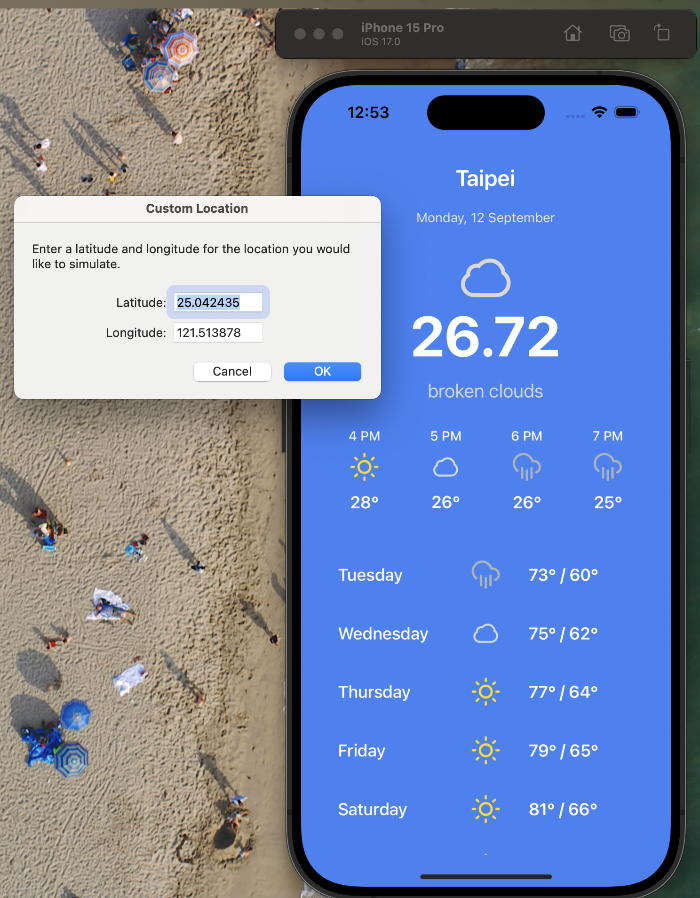 iPhone 15 Pro
iOS 17.0
12:53
Taipei
Monday, 12 September
26.72
broken clouds
4 PM 5 PM 6 PM 7 PM
28° 26° 26° 25°
Tuesday 73° / 60°
Wednesday 75° / 62°
Thursday 77° / 64°
Friday 79° / 65°
Saturday 81° / 66°
Custom Location
Enter a latitude and longitude for the location you would
like to simulate.
Latitude: 25.042435
Longitude: 121.513878
Cancel OK